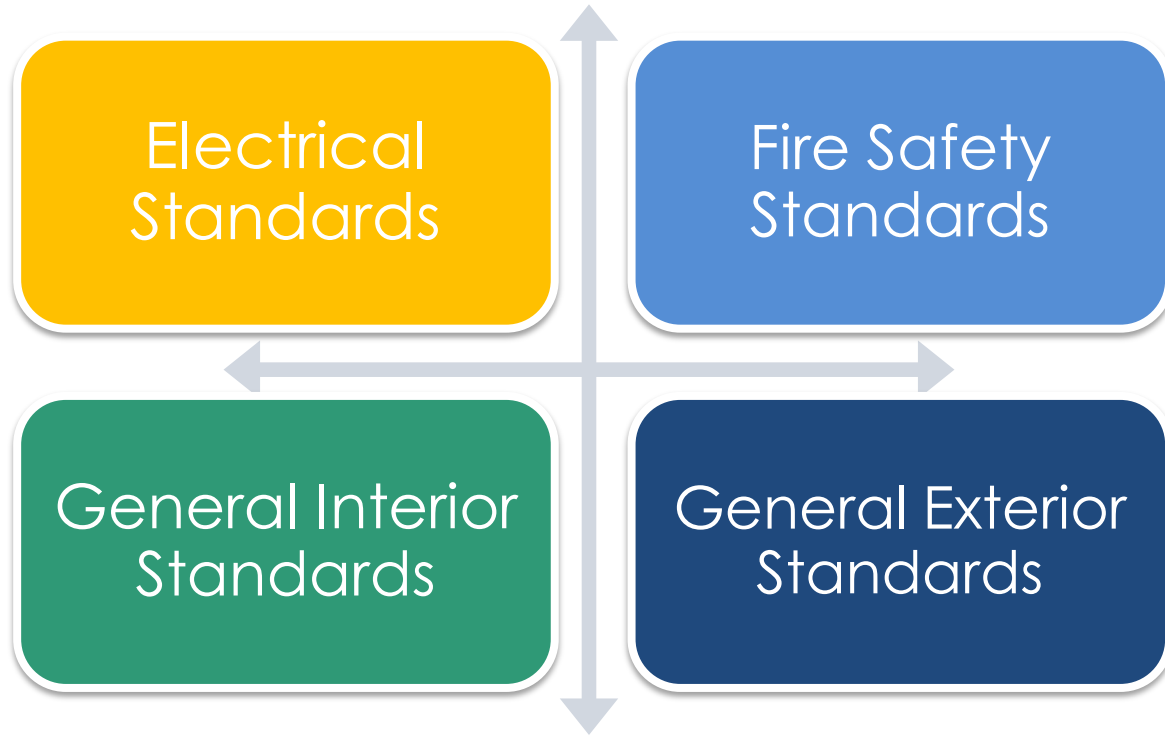 Electrical
Standards
Fire Safety
Standards
General Interior
Standards
General Exterior
Standards